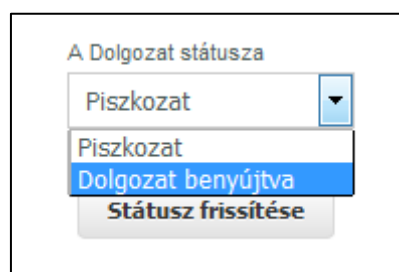 A Dolgozat státusza
Piszkozat
Piszkozat
Dolgozat benyújtva
Státusz frissítése